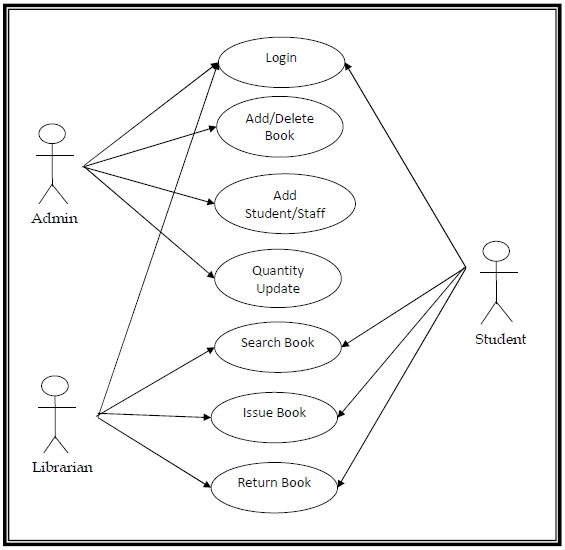 Login
Add/Delete
Book
Admin
Add
Student/Staff
Quantity
Update
Student
Search Book
Issue Book
Librarian
Return Book